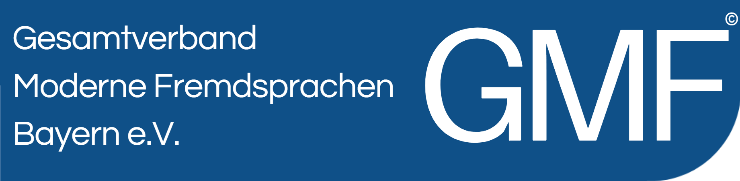 Gesamtverband
Moderne Fremdsprachen
Bayern e.V.
GMF©